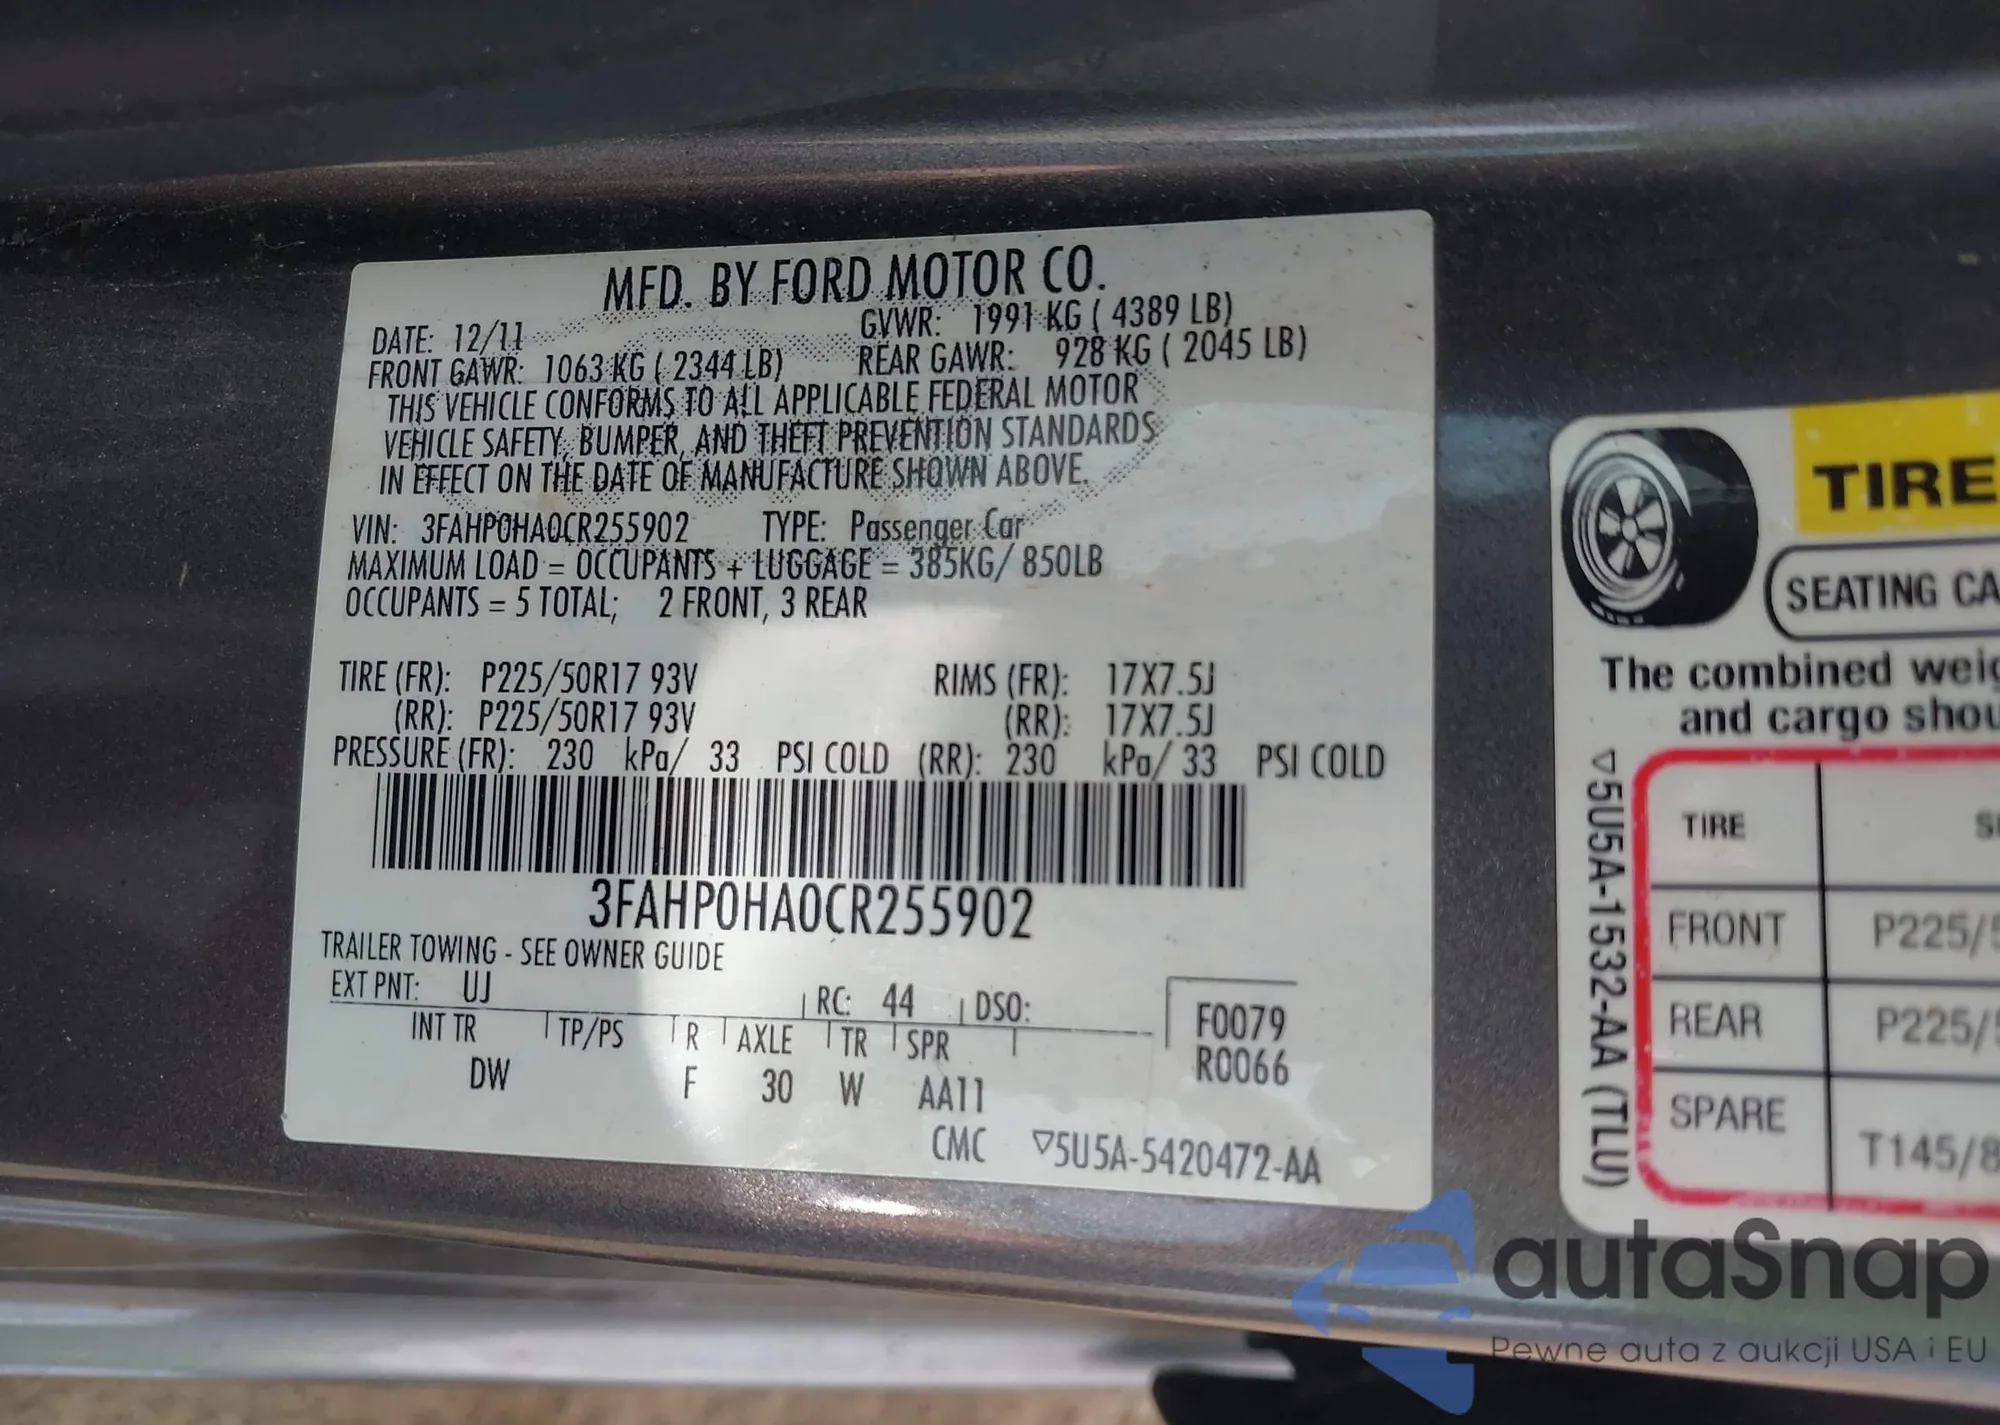 MFD. BY FORD MOTOR CO.
DATE: 12/11 GVWR: 1991 KG ( 4389 LB)
FRONT GAWR: 1063 KG ( 2344 LB) REAR GAWR: 928 KG ( 2045 LB)
THIS VEHICLE CONFORMS TO ALL APPLICABLE FEDERAL MOTOR
VEHICLE SAFETY, BUMPER, AND THEFT PREVENTION STANDARDS
IN EFFECT ON THE DATE OF MANUFACTURE SHOWN ABOVE.
VIN: 3FAHP0HA0CR255902 TYPE: Passenger Car
MAXIMUM LOAD = OCCUPANTS + LUGGAGE = 385KG/ 850LB
OCCUPANTS = 5 TOTAL; 2 FRONT, 3 REAR
TIRE (FR): P225/50R17 93V RIMS (FR): 17X7.5J
(RR): P225/50R17 93V (RR): 17X7.5J
PRESSURE (FR): 230 kPa/ 33 PSI COLD (RR): 230 kPa/ 33 PSI COLD
3FAHP0HA0CR255902
TRAILER TOWING - SEE OWNER GUIDE
EXT PNT: UJ RC: 44 DSO:
INT TR TP/PS R AXLE TR SPR
DW F 30 W AA11
F0079
R0066
CMC ▽5U5A-5420472-AA
TIRE
SEATING CA
The combined weig
and cargo shou
▽5U5A-1532-AA (TLU)
TIRE SI
FRONT P225/5
REAR P225/5
SPARE T145/8
autaSnap
Pewne auta z aukcji USA i EU